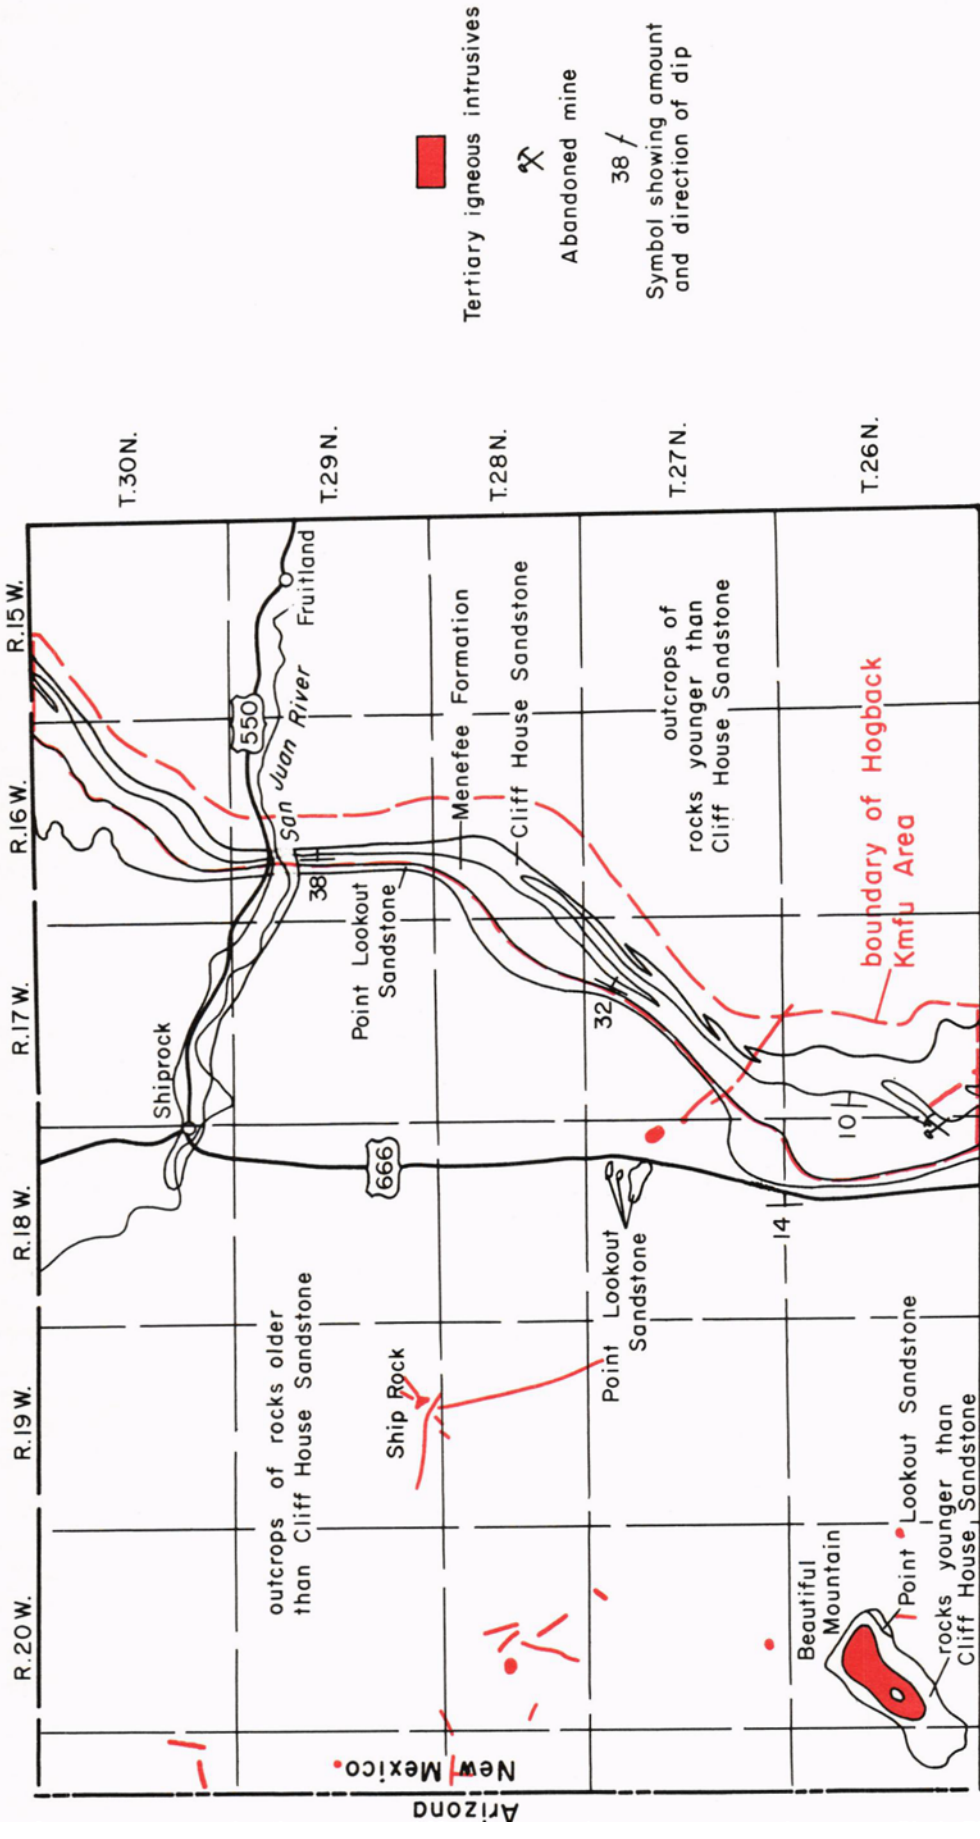 R.20W.
R.19W.
R.18W.
R.17W.
R.16W.
R.15W.
T.30N.
T.29N.
T.28N.
T.27N.
T.26N.
Shiprock
550
San Juan River
Fruitland
666
38
Point Lookout
Sandstone
Menefee Formation
Cliff House Sandstone
outcrops of rocks older
than Cliff House Sandstone
Ship Rock
32
outcrops of
rocks younger than
Cliff House Sandstone
Point Lookout
Sandstone
14
10
boundary of Hogback
Kmfu Area
Beautiful
Mountain
Point Lookout Sandstone
rocks younger than
Cliff House Sandstone
New Mexico
Arizona
Tertiary igneous intrusives
Abandoned mine
38
Symbol showing amount
and direction of dip